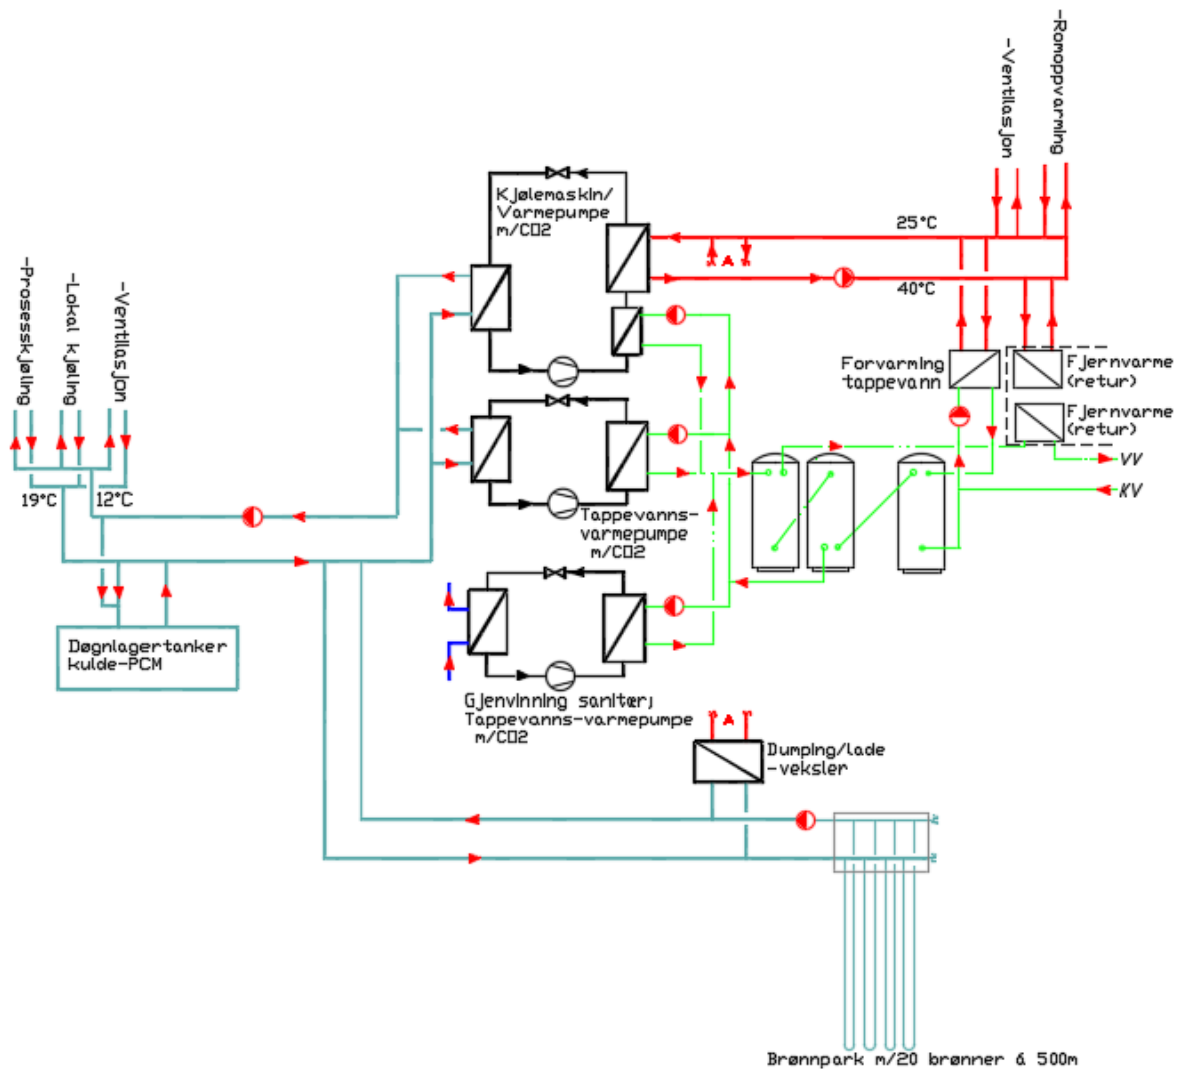 -Ventilasjon
-Romoppvarming
Kjølemaskin/
Varmepumpe
m/CO2
25°C
A
40°C
-Prosesskjøling
-Lokal kjøling
-Ventilasjon
Forvarming
tappevann
Fjernvarme
(retur)
Fjernvarme
(retur)
VV
KV
19°C
12°C
Tappevanns-
varmepumpe
m/CO2
Døgnlagertanker
kulde-PCM
Gjenvinning sanitær;
Tappevanns-varmepumpe
m/CO2
A
Dumping/lade
-veksler
Brønnpark m/20 brønner á 500m